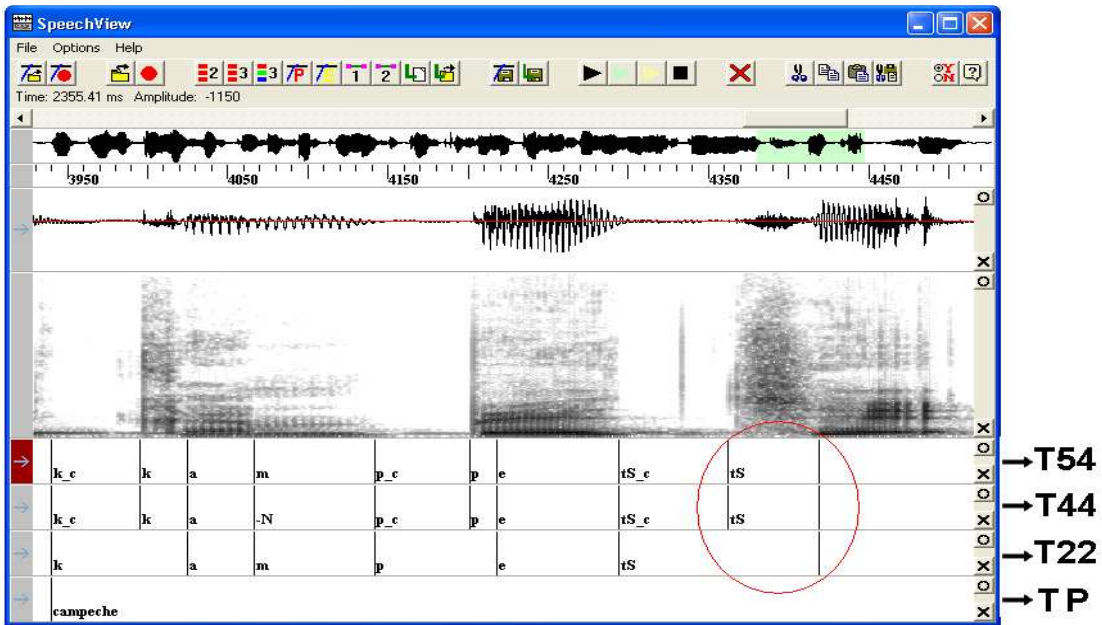 SpeechView
File Options Help
2 3 3 P 1 2
Time: 2355.41 ms Amplitude: -1150
3950 4050 4150 4250 4350 4450
k_c k a m p_c p e tS_c tS →T54
k_c k a -N p_c p e tS_c tS →T44
k a m p e tS →T22
campeche →TP